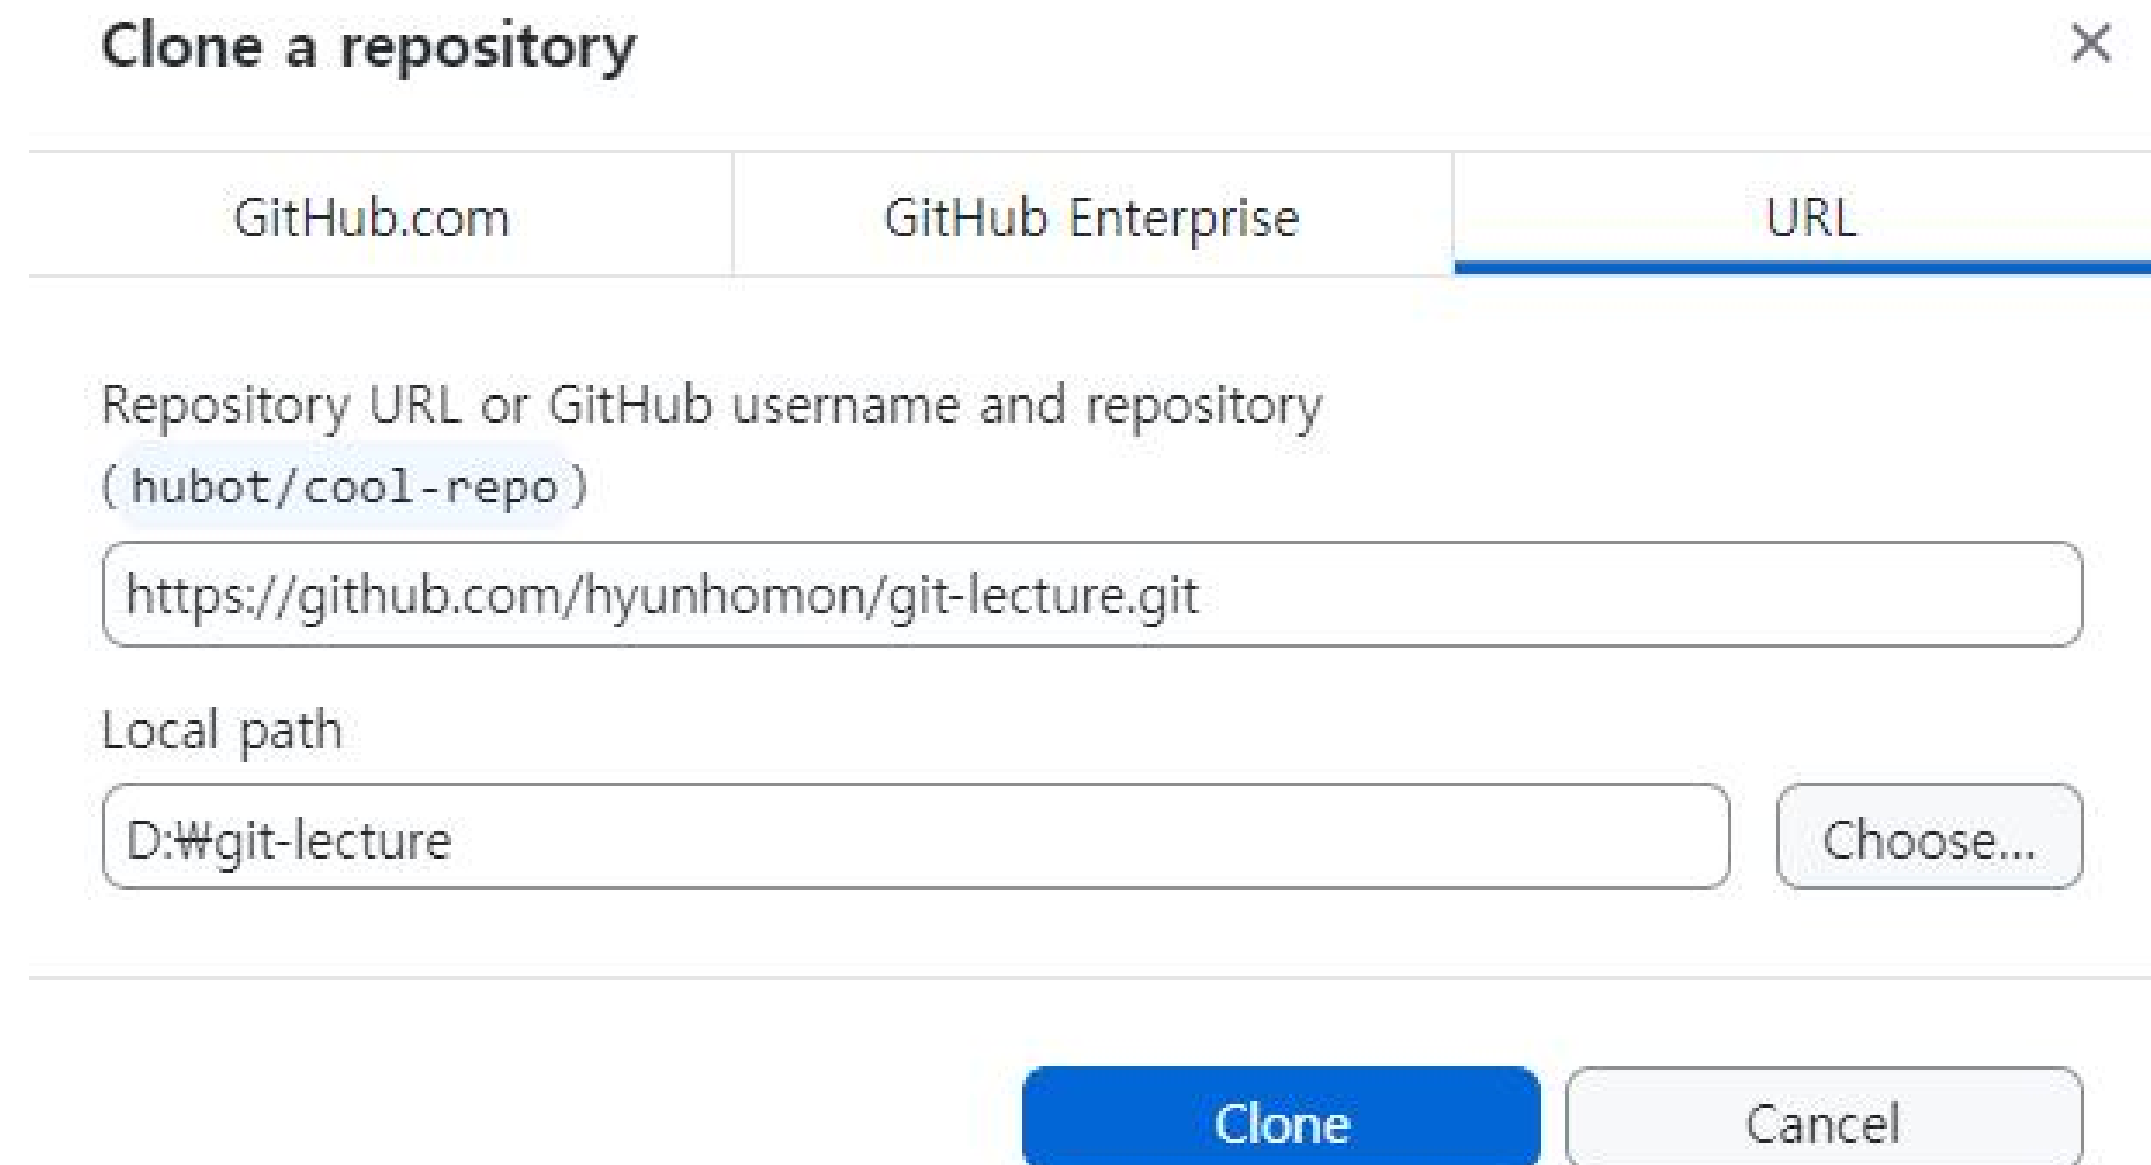 Clone a repository
GitHub.com
GitHub Enterprise
URL
Repository URL or GitHub username and repository
(hubot/cool-repo)
https://github.com/hyunhomon/git-lecture.git
Local path
D:₩git-lecture
Choose...
Clone
Cancel